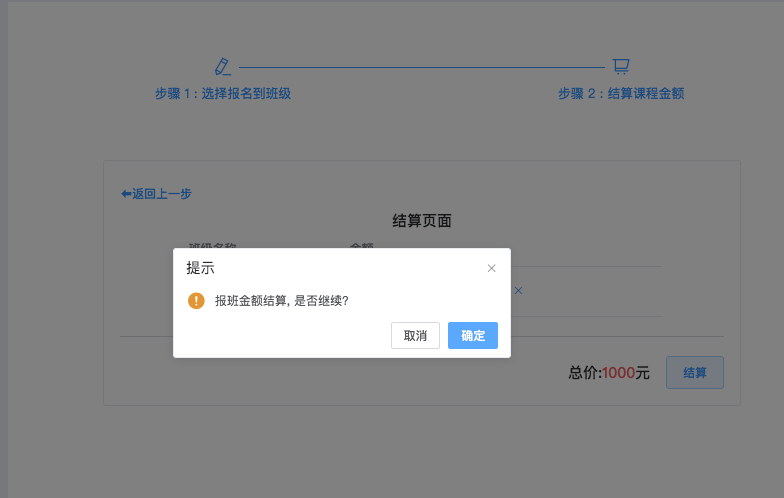 步骤 1 : 选择报名到班级
步骤 2 : 结算课程金额
返回上一步
结算页面
班级名称 金额
提示
报班金额结算, 是否继续?
取消 确定
总价:1000元 结算